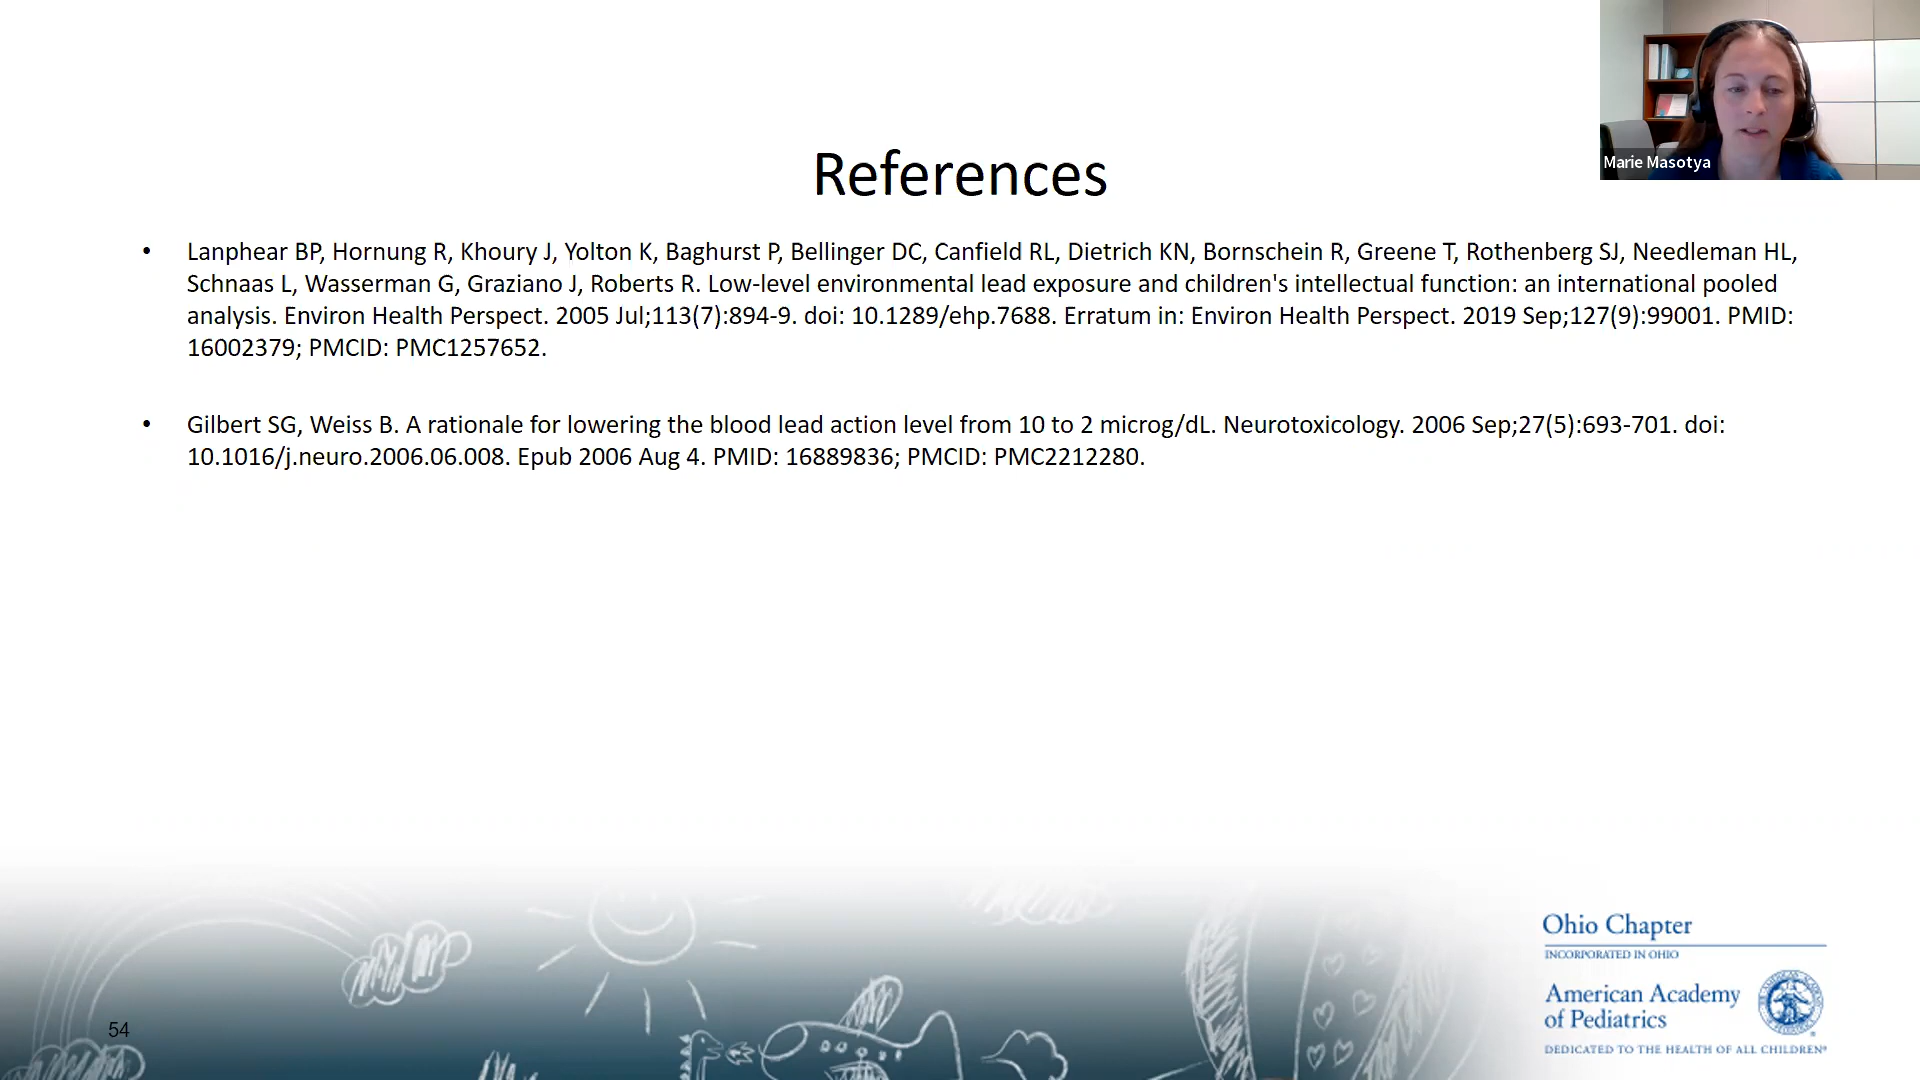 Marie Masotya
References
• Lanphear BP, Hornung R, Khoury J, Yolton K, Baghurst P, Bellinger DC, Canfield RL, Dietrich KN, Bornschein R, Greene T, Rothenberg SJ, Needleman HL,
Schnaas L, Wasserman G, Graziano J, Roberts R. Low-level environmental lead exposure and children's intellectual function: an international pooled
analysis. Environ Health Perspect. 2005 Jul;113(7):894-9. doi: 10.1289/ehp.7688. Erratum in: Environ Health Perspect. 2019 Sep;127(9):99001. PMID:
16002379; PMCID: PMC1257652.
• Gilbert SG, Weiss B. A rationale for lowering the blood lead action level from 10 to 2 microg/dL. Neurotoxicology. 2006 Sep;27(5):693-701. doi:
10.1016/j.neuro.2006.06.008. Epub 2006 Aug 4. PMID: 16889836; PMCID: PMC2212280.
54
Ohio Chapter
INCORPORATED IN OHIO
American Academy
of Pediatrics
DEDICATED TO THE HEALTH OF ALL CHILDREN®